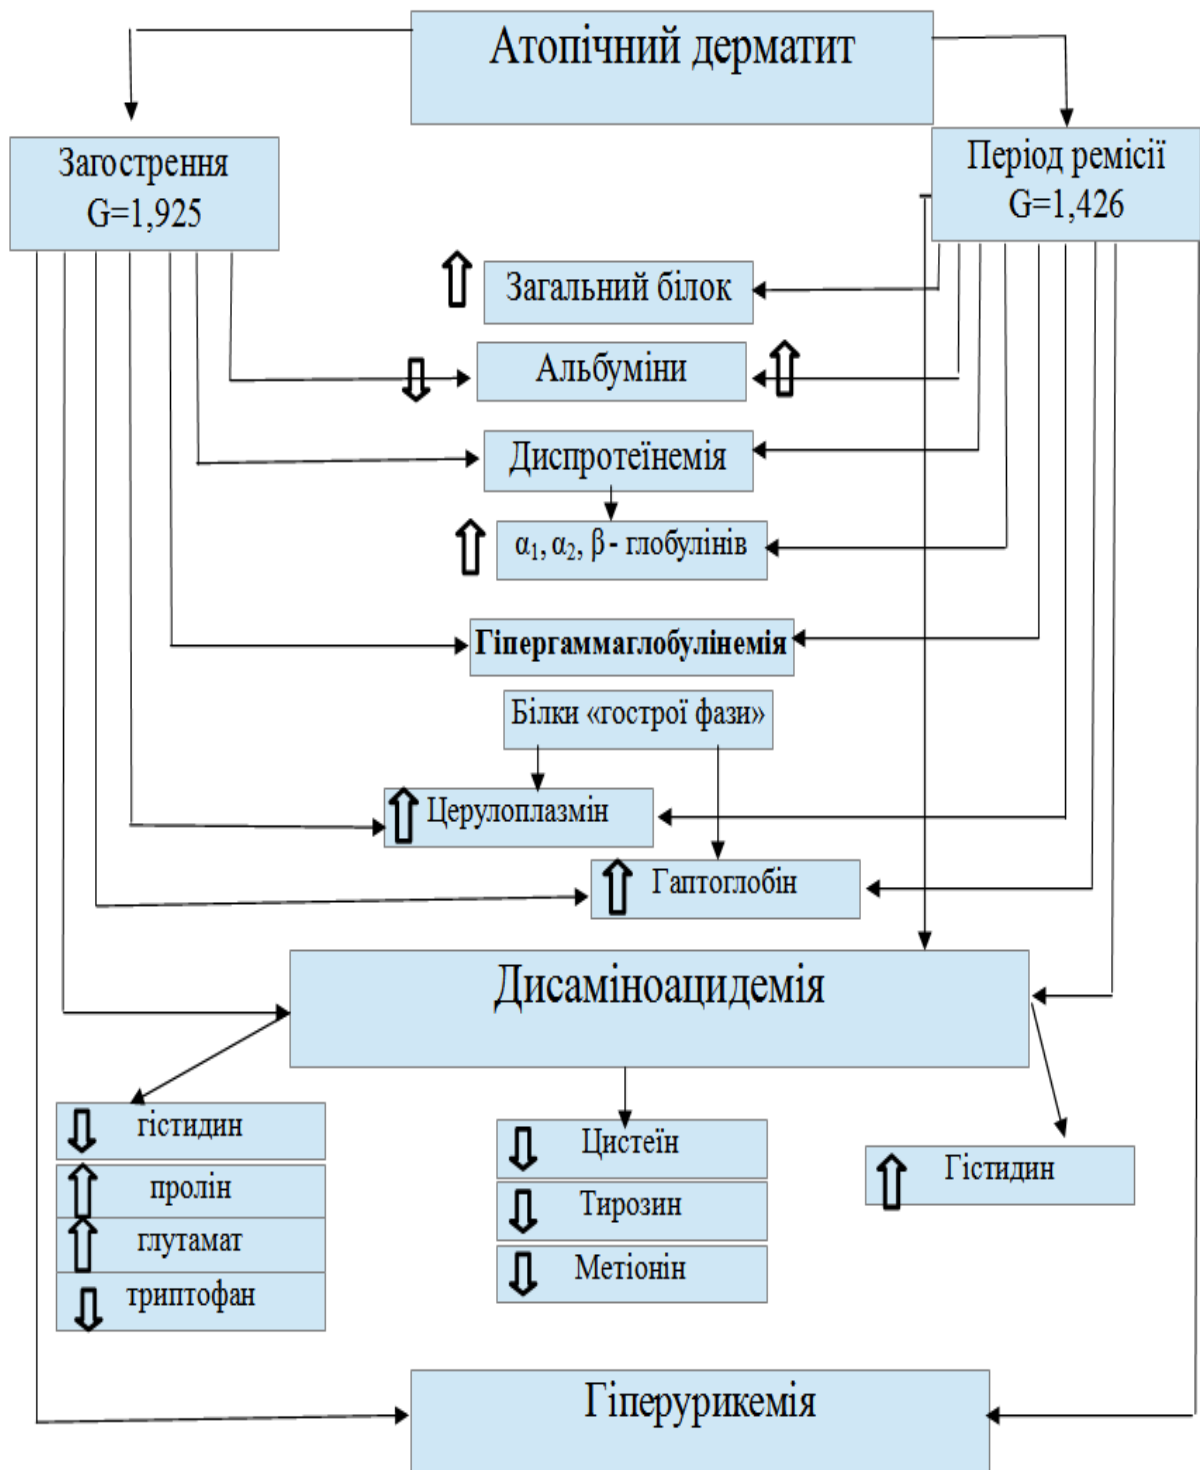 Атопічний дерматит
Загострення
G=1,925
Період ремісії
G=1,426
Загальний білок
Альбуміни
Диспротеїнемія
α₁, α₂, β - глобулінів
Гіпергаммаглобулінемія
Білки «гострої фази»
Церулоплазмін
Гаптоглобін
Дисаміноацидемія
гістидин
пролін
глутамат
триптофан
Цистеїн
Тирозин
Метіонін
Гістидин
Гіперурикемія